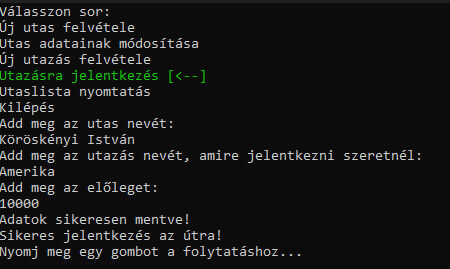 Válasszon sor:
Új utas felvétele
Utas adatainak módosítása
Új utazás felvétele
Utazásra jelentkezés [<--]
Utaslista nyomtatás
Kilépés
Add meg az utas nevét:
Köröskényi István
Add meg az utazás nevét, amire jelentkezni szeretnél:
Amerika
Add meg az előleget:
10000
Adatok sikeresen mentve!
Sikeres jelentkezés az útra!
Nyomj meg egy gombot a folytatáshoz...